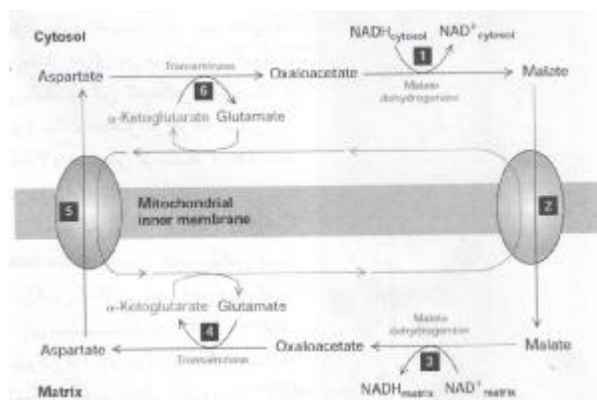 Cytosol
NADHcytosol NAD+cytosol
1
Aspartate Transaminase Oxaloacetate Malate
6 Malate
dehydrogenase
α-Ketoglutarate Glutamate
5 Mitochondrial
inner membrane 2
α-Ketoglutarate Glutamate
4 Malate
dehydrogenase
Aspartate Transaminase Oxaloacetate Malate
3
Matrix NADHmatrix NAD+matrix